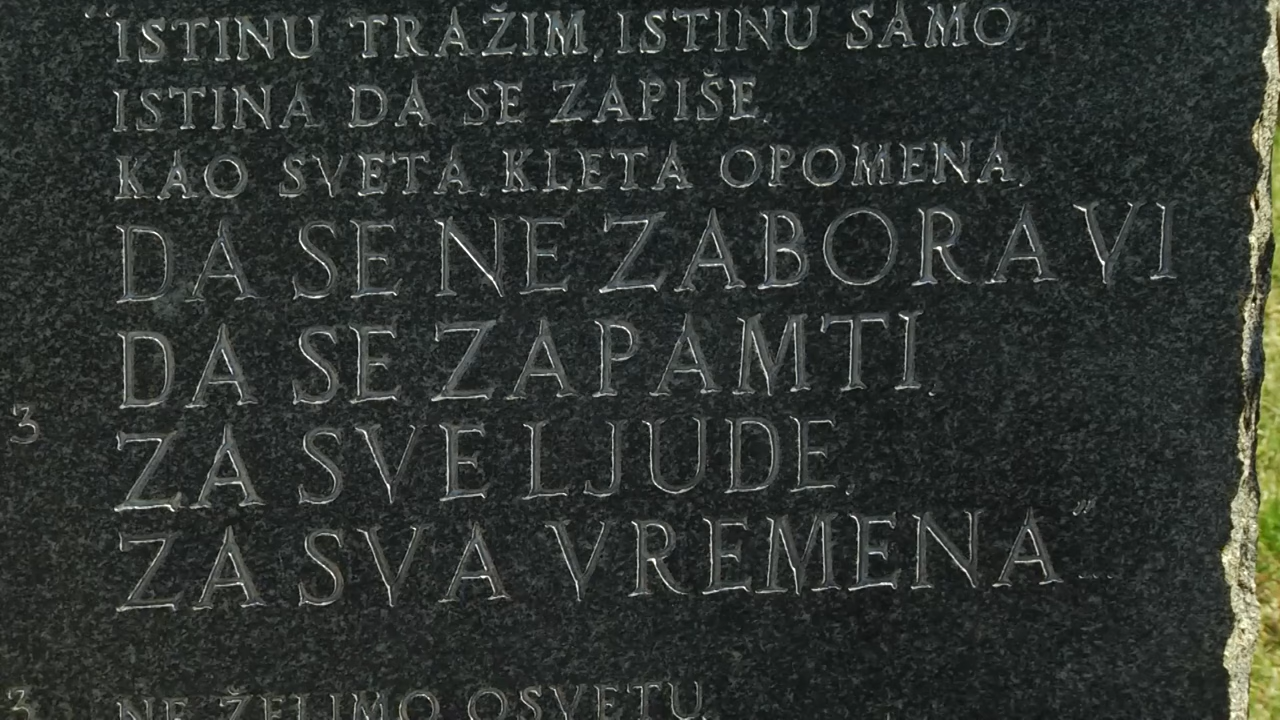 "ISTINU TRAŽIM, ISTINU SAMO,
ISTINA DA SE ZAPIŠE,
KAO SVETA, KLETA OPOMENA,
DA SE NE ZABORAVI
DA SE ZAPAMTI,
3
ZA SVE LJUDE,
ZA SVA VREMENA"...
3
NE ŽELIMO OSVETU,